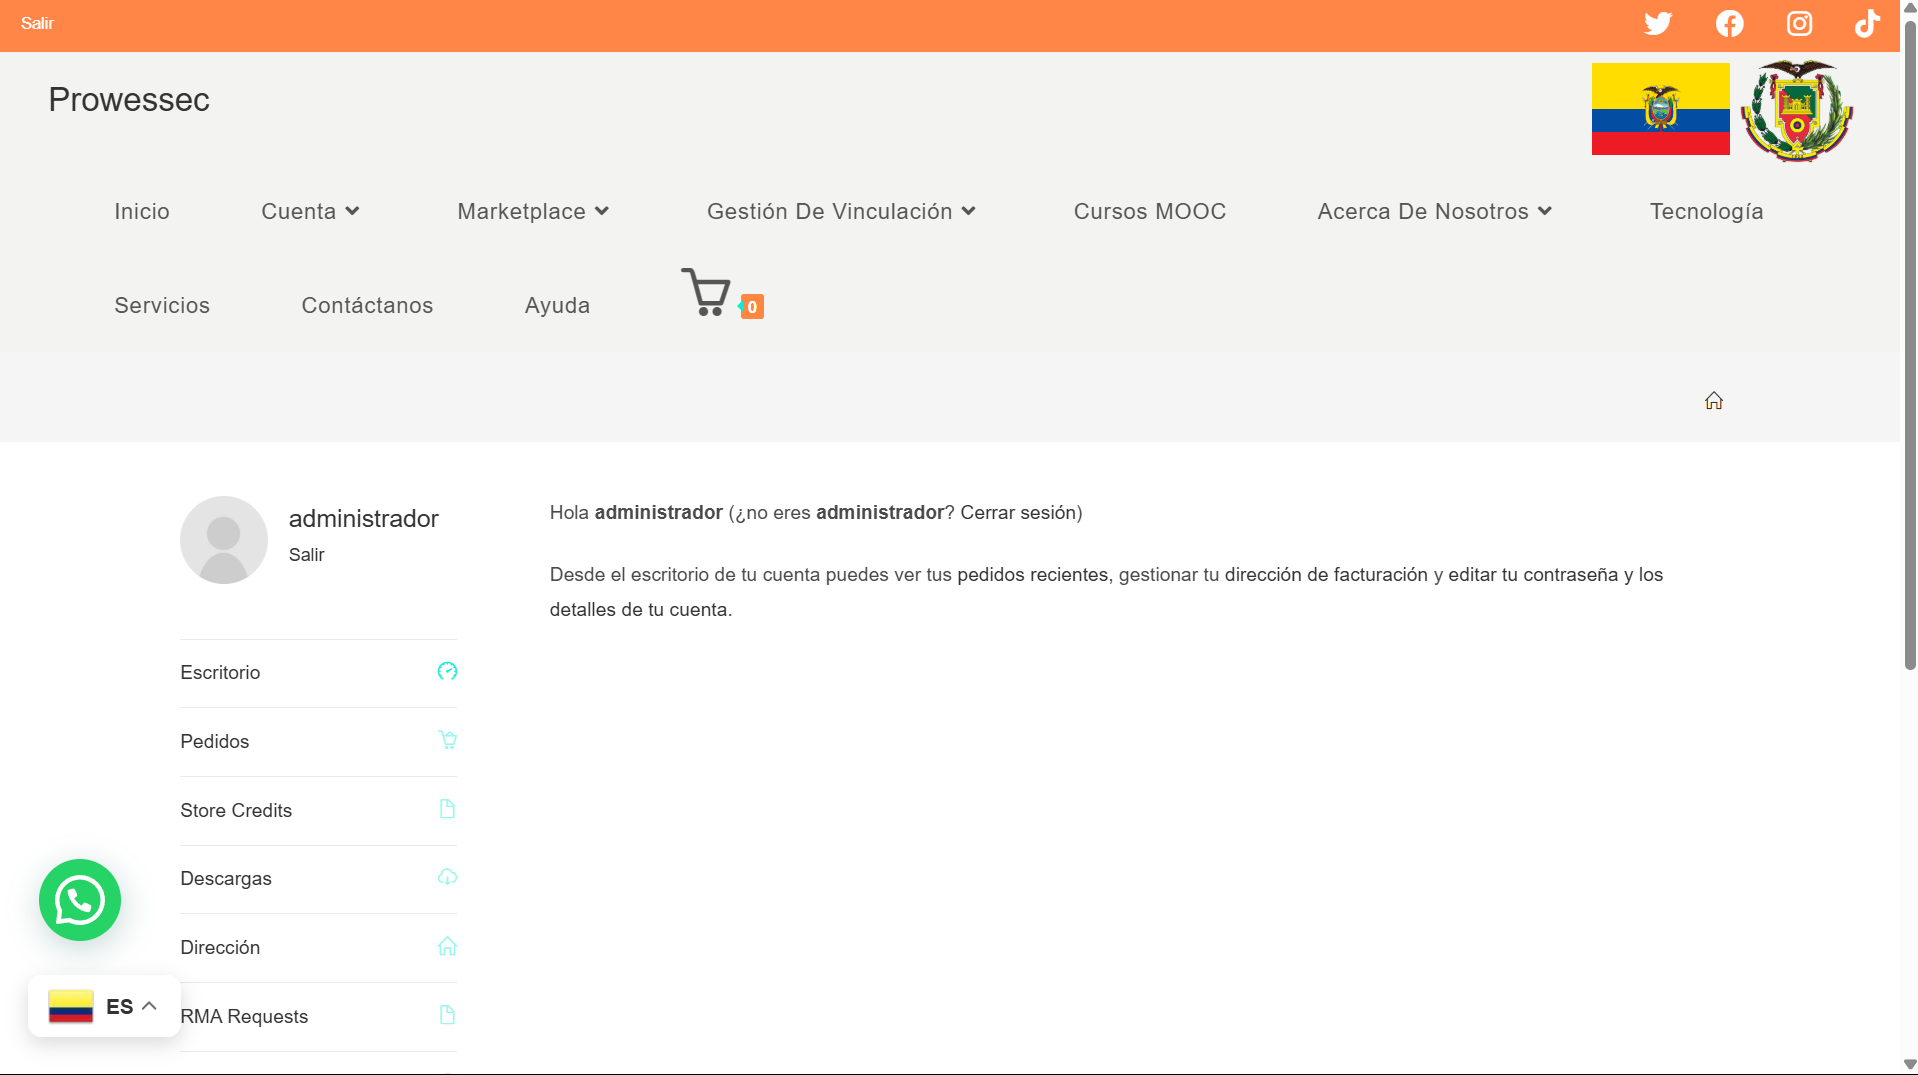 Salir
Prowessec
Inicio
Cuenta
Marketplace
Gestión De Vinculación
Cursos MOOC
Acerca De Nosotros
Tecnología
Servicios
Contáctanos
Ayuda
0
administrador
Salir
Hola administrador (¿no eres administrador? Cerrar sesión)
Desde el escritorio de tu cuenta puedes ver tus pedidos recientes, gestionar tu dirección de facturación y editar tu contraseña y los
detalles de tu cuenta.
Escritorio
Pedidos
Store Credits
Descargas
Dirección
RMA Requests
ES